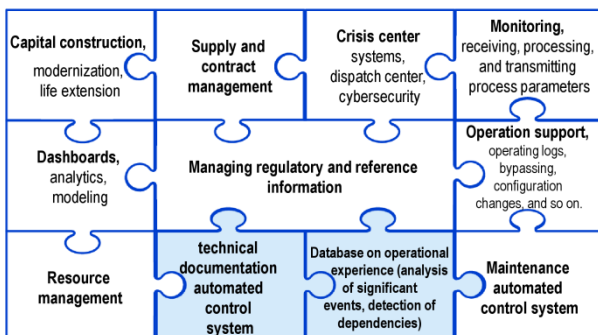 Capital construction,
modernization,
life extension
Supply and
contract
management
Crisis center
systems,
dispatch center,
cybersecurity
Monitoring,
receiving, processing,
and transmitting
process parameters
Dashboards,
analytics,
modeling
Managing regulatory and reference
information
Operation support,
operating logs,
bypassing,
configuration
changes, and so on.
Resource
management
technical
documentation
automated
control
system
Database on operational
experience (analysis
of significant
events, detection of
dependencies)
Maintenance
automated
control system